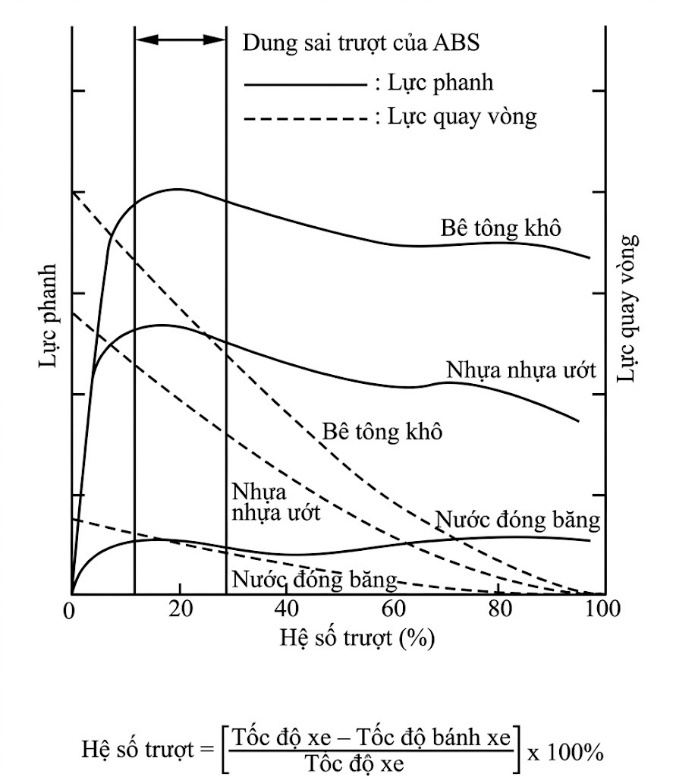 Dung sai trượt của ABS
: Lực phanh
: Lực quay vòng
Lực phanh
Lực quay vòng
Bê tông khô
Nhựa nhựa ướt
Bê tông khô
Nhựa
nhựa ướt
Nước đóng băng
Nước đóng băng
0 20 40 60 80 100
Hệ số trượt (%)
Hệ số trượt = [Tốc độ xe – Tốc độ bánh xe
Tôc độ xe] x 100%